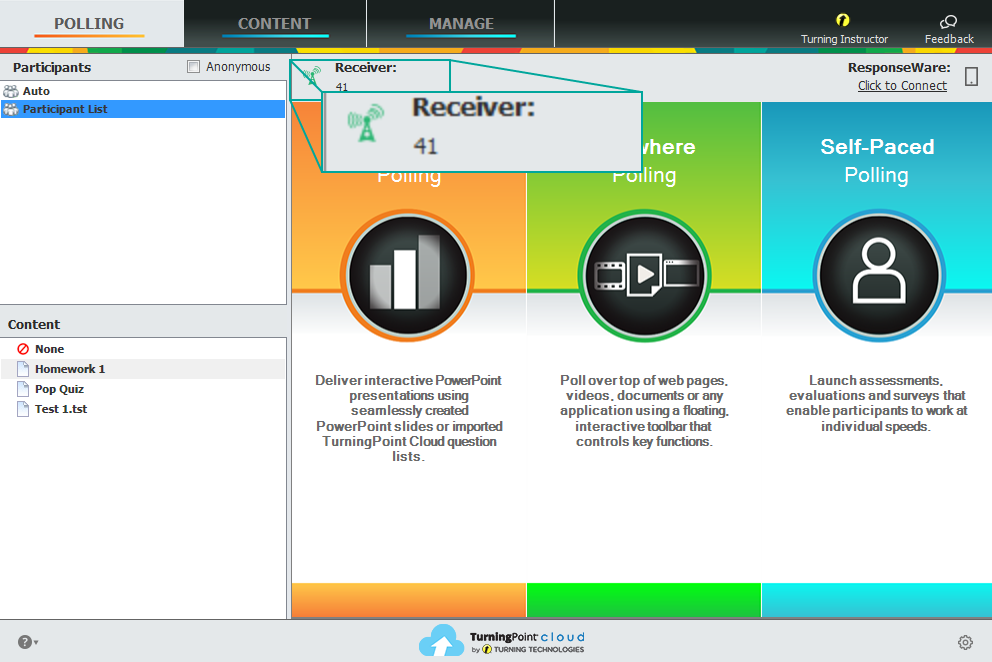 POLLING
CONTENT
MANAGE
Turning Instructor
Feedback
Participants
Anonymous
Receiver:
41
ResponseWare:
Click to Connect
Auto
Participant List
Receiver:
41
Polling
where
Polling
Self-Paced
Polling
Content
None
Homework 1
Pop Quiz
Test 1.tst
Deliver interactive PowerPoint
presentations using
seamlessly created
PowerPoint slides or imported
TurningPoint Cloud question
lists.
Poll over top of web pages,
videos, documents or any
application using a floating,
interactive toolbar that
controls key functions.
Launch assessments,
evaluations and surveys that
enable participants to work at
individual speeds.
?
TurningPoint cloud
by TURNING TECHNOLOGIES